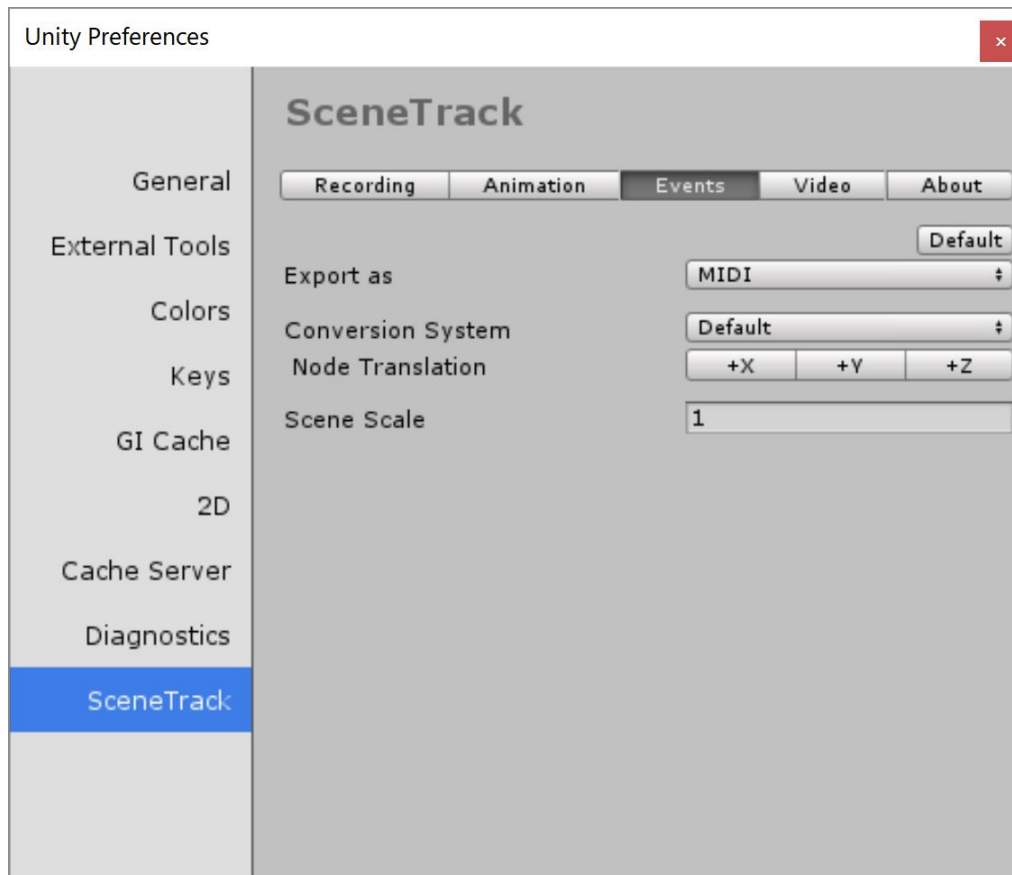 Unity Preferences
×
SceneTrack
General
External Tools
Colors
Keys
GI Cache
2D
Cache Server
Diagnostics
SceneTrack
Recording Animation Events Video About
Default
Export as MIDI
Conversion System Default
Node Translation +X +Y +Z
Scene Scale 1